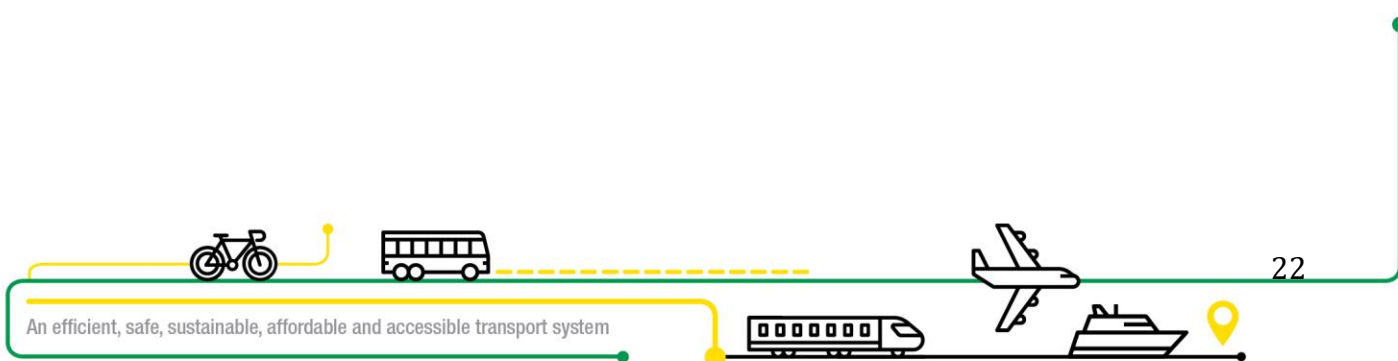 22
An efficient, safe, sustainable, affordable and accessible transport system